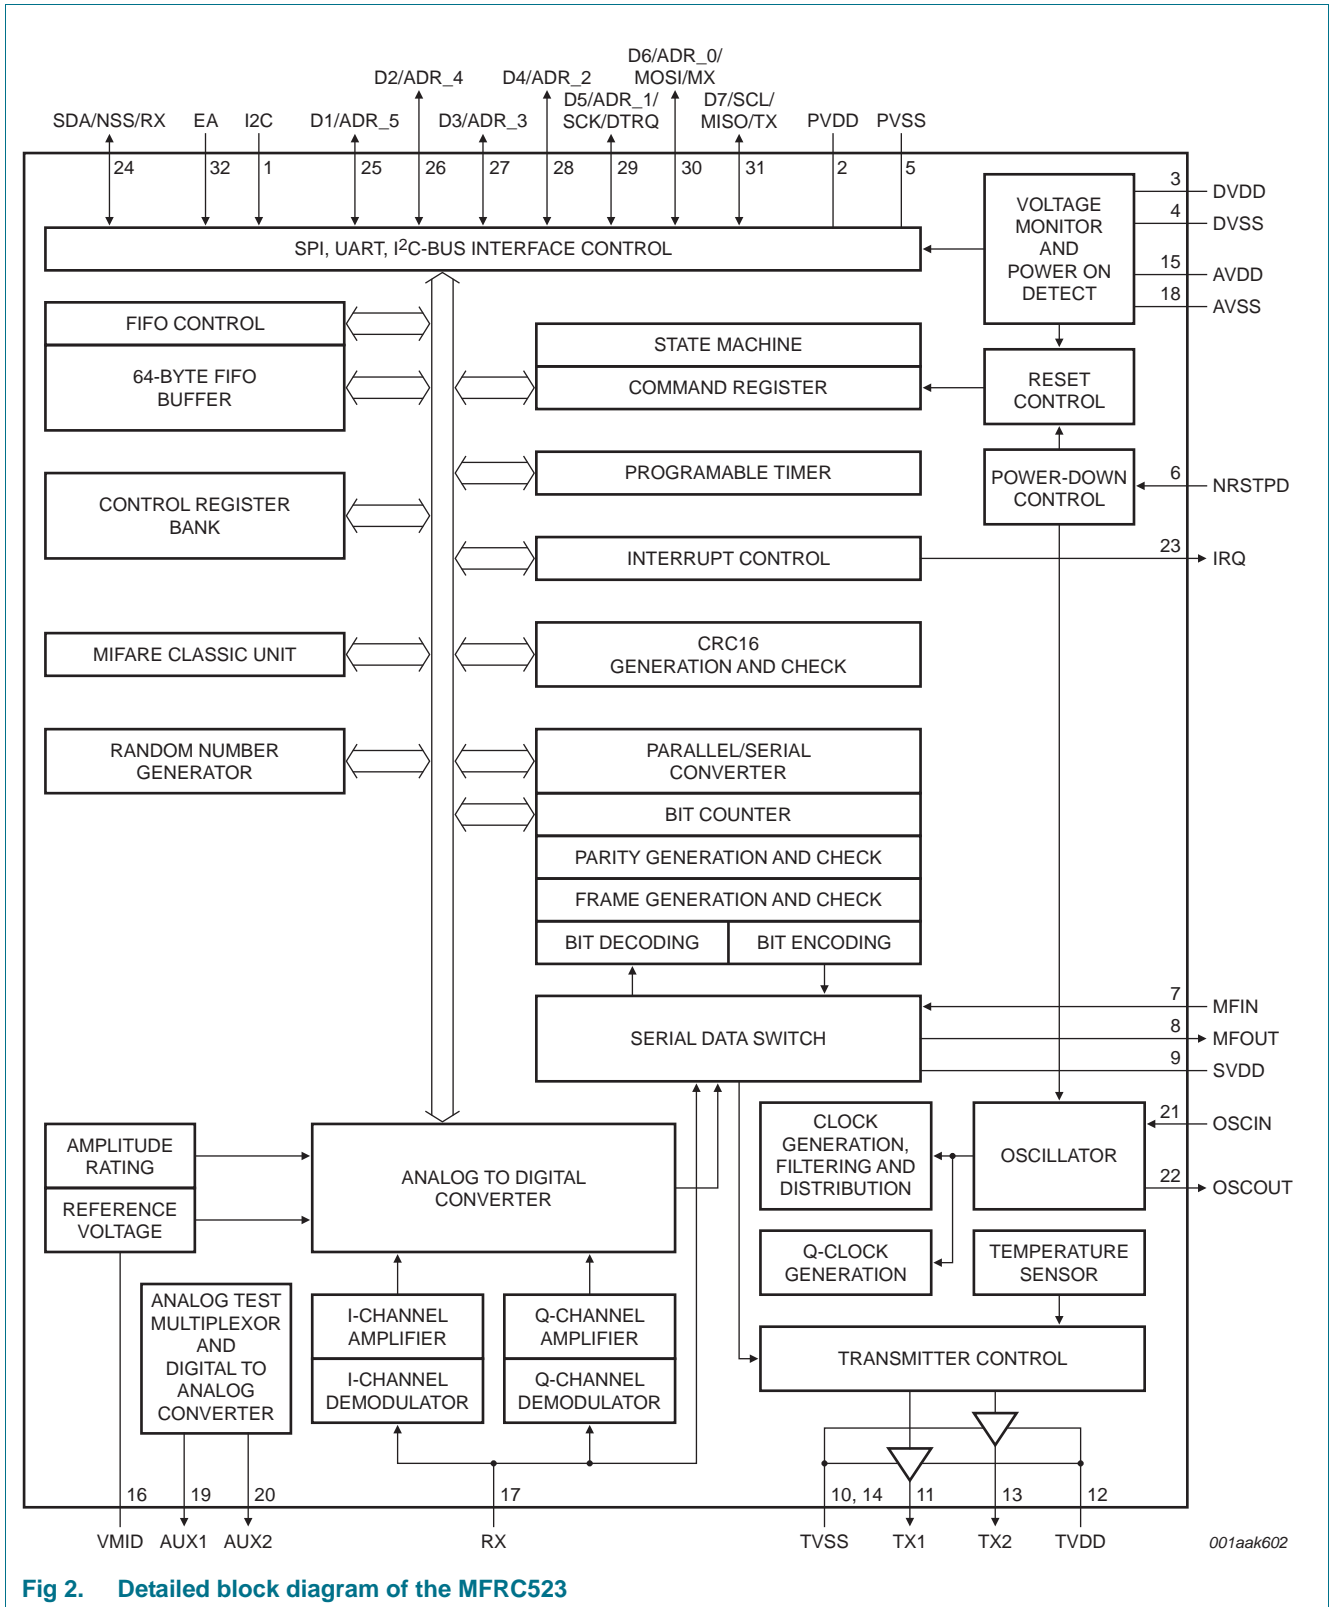 D6/ADR_0/
D2/ADR_4
D4/ADR_2
MOSI/MX
D5/ADR_1/
D7/SCL/
SDA/NSS/RX
EA
I2C
D1/ADR_5
D3/ADR_3
SCK/DTRQ
MISO/TX
PVDD
PVSS
24
32
1
25
26
27
28
29
30
31
2
5
3
DVDD
VOLTAGE
MONITOR
AND
POWER ON
DETECT
4
DVSS
15
AVDD
18
AVSS
SPI, UART, I2C-BUS INTERFACE CONTROL
FIFO CONTROL
64-BYTE FIFO
BUFFER
STATE MACHINE
COMMAND REGISTER
RESET
CONTROL
CONTROL REGISTER
BANK
PROGRAMABLE TIMER
POWER-DOWN
CONTROL
6
NRSTPD
INTERRUPT CONTROL
23
IRQ
MIFARE CLASSIC UNIT
CRC16
GENERATION AND CHECK
RANDOM NUMBER
GENERATOR
PARALLEL/SERIAL
CONVERTER
BIT COUNTER
PARITY GENERATION AND CHECK
FRAME GENERATION AND CHECK
BIT DECODING
BIT ENCODING
SERIAL DATA SWITCH
7
MFIN
8
MFOUT
9
SVDD
AMPLITUDE
RATING
REFERENCE
VOLTAGE
ANALOG TO DIGITAL
CONVERTER
CLOCK
GENERATION,
FILTERING AND
DISTRIBUTION
OSCILLATOR
21
OSCIN
22
OSCOUT
Q-CLOCK
GENERATION
TEMPERATURE
SENSOR
ANALOG TEST
MULTIPLEXOR
AND
DIGITAL TO
ANALOG
CONVERTER
I-CHANNEL
AMPLIFIER
I-CHANNEL
DEMODULATOR
Q-CHANNEL
AMPLIFIER
Q-CHANNEL
DEMODULATOR
TRANSMITTER CONTROL
16
19
20
17
10, 14
11
13
12
VMID
AUX1
AUX2
RX
TVSS
TX1
TX2
TVDD
001aak602
Fig 2. Detailed block diagram of the MFRC523